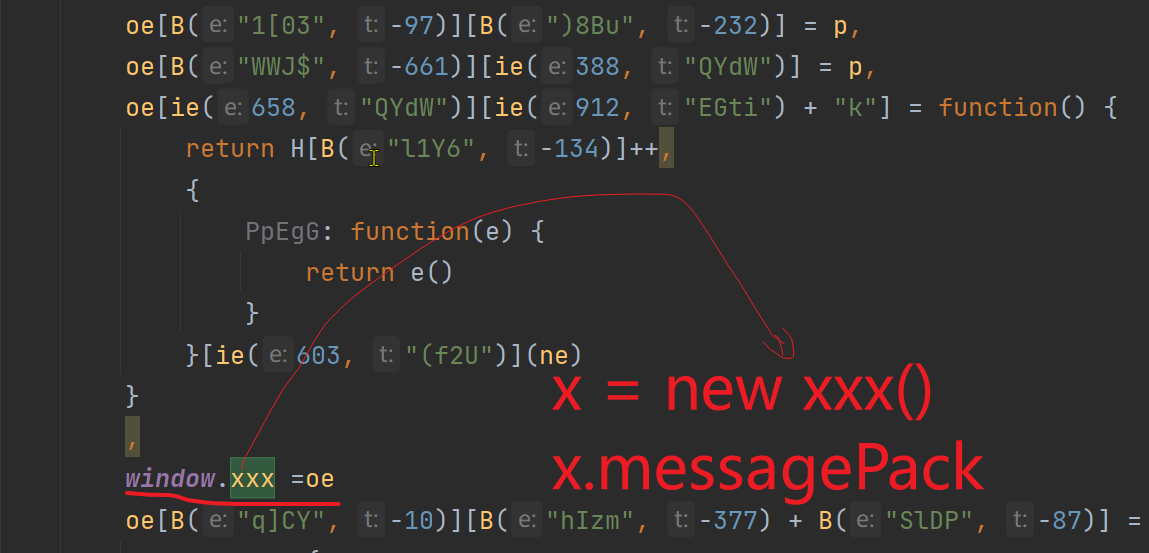 oe[B( e: "1[03", t: -97)][B( e: ")8Bu", t: -232)] = p,
oe[B( e: "WWJ$", t: -661)][ie( e: 388, t: "QYdW")] = p,
oe[ie( e: 658, t: "QYdW")][ie( e: 912, t: "EGti") + "k"] = function() {
return H[B( e: "l1Y6", t: -134)]++,
{
PpEgG: function(e) {
return e()
}
}[ie( e: 603, t: "(f2U")](ne)
}
,
x = new xxx()
x.messagePack
window.xxx =oe
oe[B( e: "q]CY", t: -10)][B( e: "hIzm", t: -377) + B( e: "SlDP", t: -87)] =